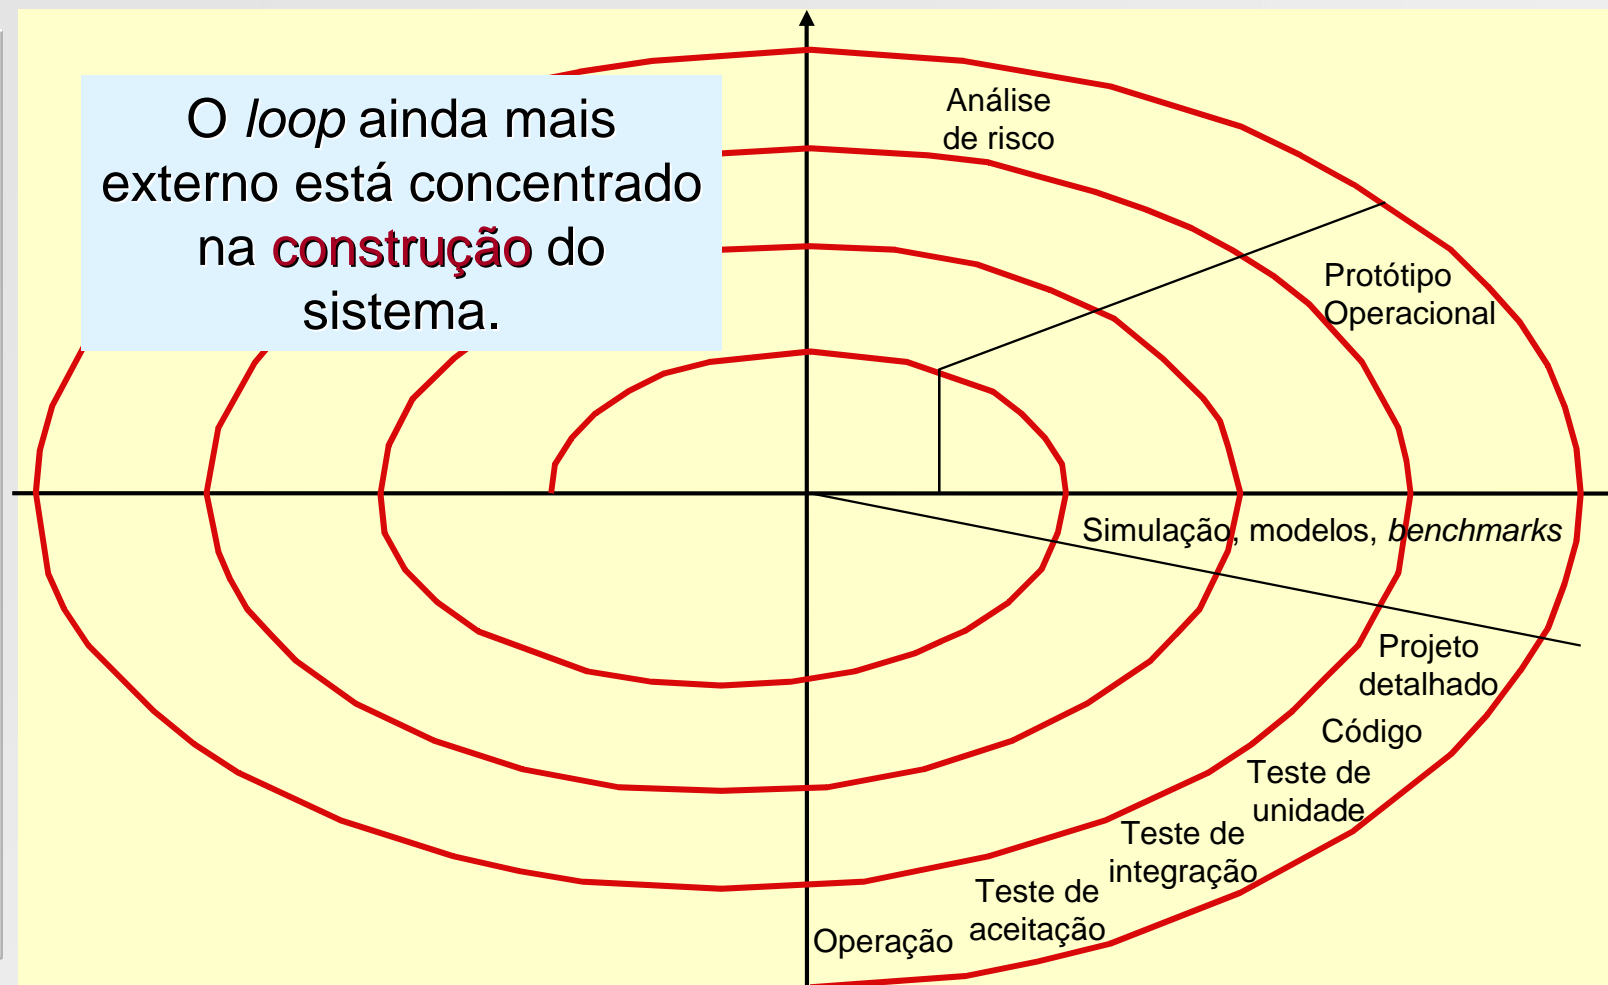 O loop ainda mais
externo está concentrado
na construção do
sistema.
Análise
de risco
Protótipo
Operacional
Simulação, modelos, benchmarks
Projeto
detalhado
Código
Teste de
unidade
Teste de
integração
Teste de
aceitação
Operação